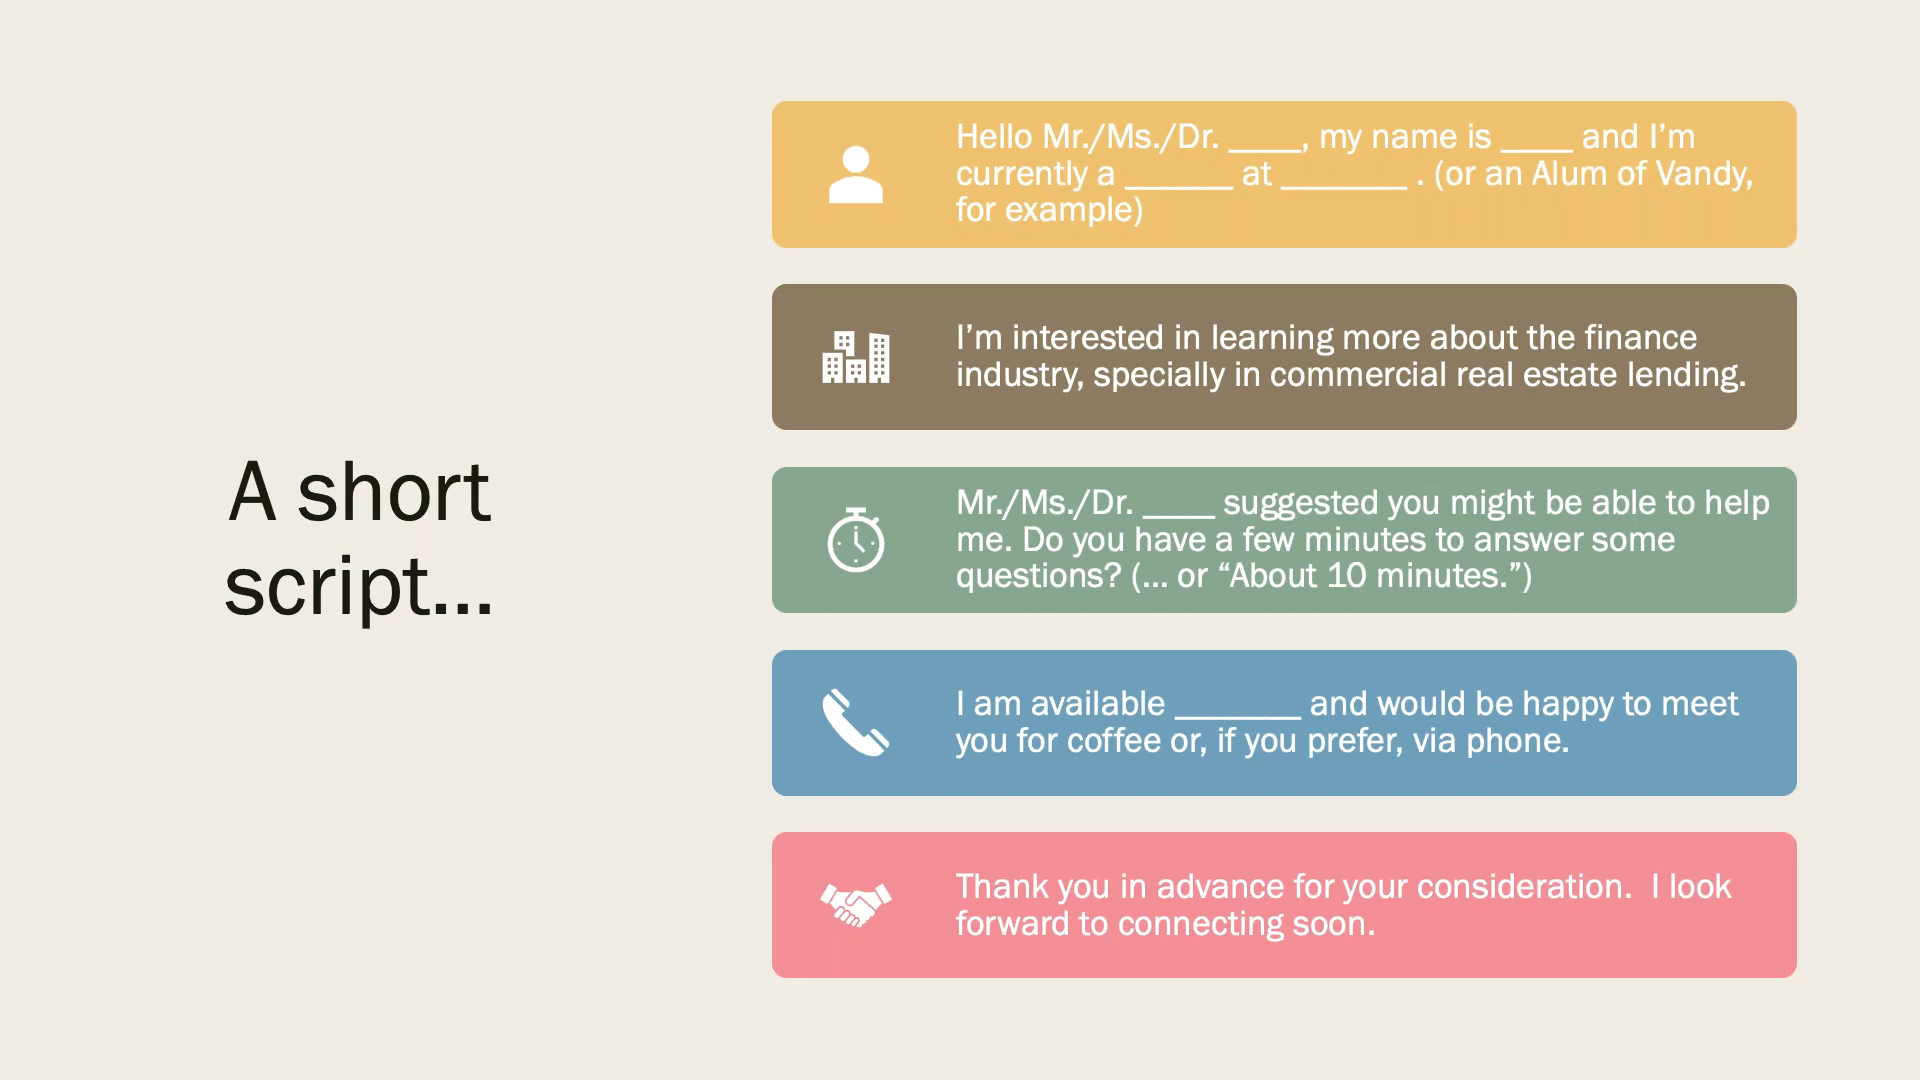 A short
script...
Hello Mr./Ms./Dr. ____, my name is ____ and I’m
currently a ______ at _______ . (or an Alum of Vandy,
for example)
I’m interested in learning more about the finance
industry, specially in commercial real estate lending.
Mr./Ms./Dr. ____ suggested you might be able to help
me. Do you have a few minutes to answer some
questions? (... or “About 10 minutes.”)
I am available _______ and would be happy to meet
you for coffee or, if you prefer, via phone.
Thank you in advance for your consideration.  I look
forward to connecting soon.